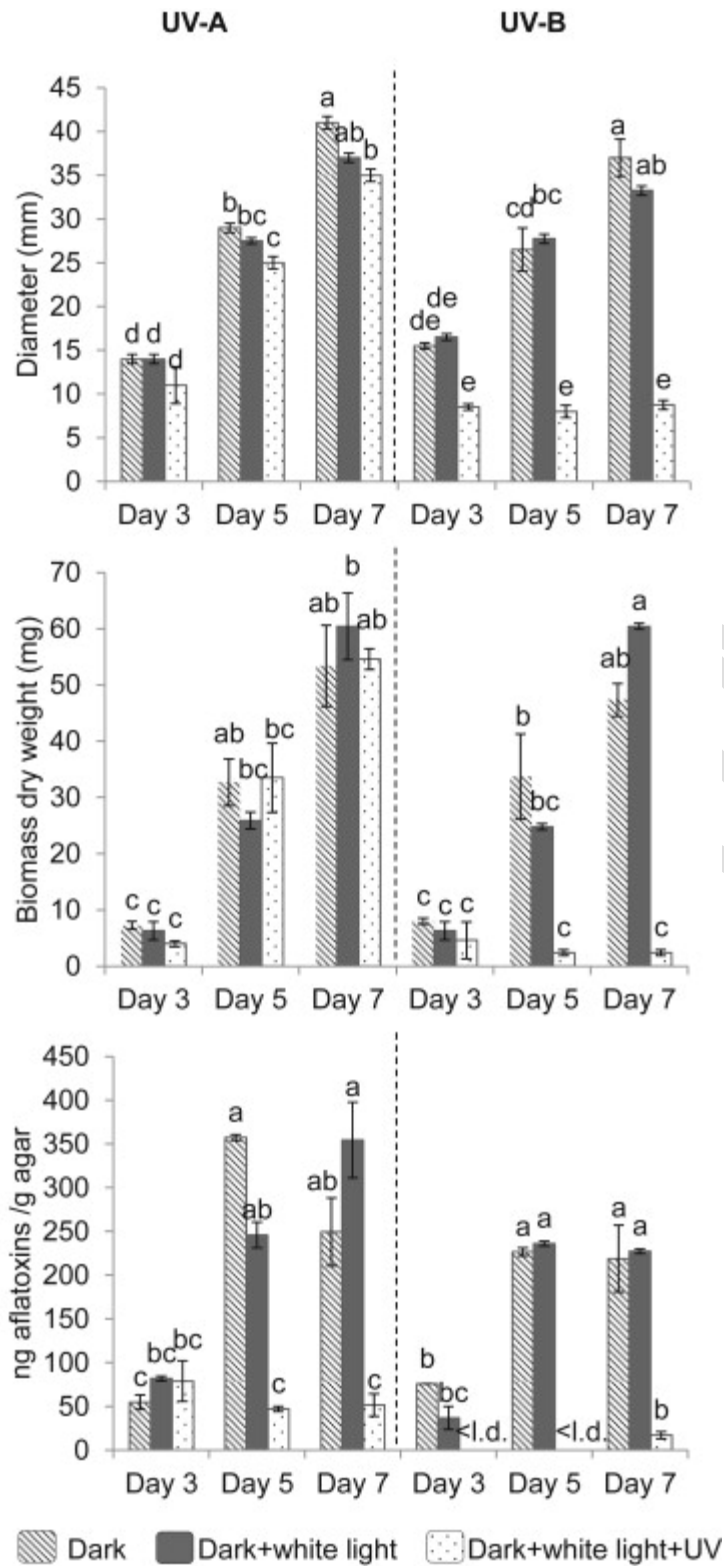 UV-A UV-B
Diameter (mm)
45
40
35
30
25
20
15
10
5
0
d d d
b bc c
a ab b
de de e
cd bc e
a ab e
Day 3 Day 5 Day 7 Day 3 Day 5 Day 7
Biomass dry weight (mg)
70
60
50
40
30
20
10
0
c c c
ab bc bc
ab b ab
c c c
b bc c
ab a c
Day 3 Day 5 Day 7 Day 3 Day 5 Day 7
ng aflatoxins /g agar
450
400
350
300
250
200
150
100
50
0
c bc bc
a ab c
ab a c
b bc <l.d.
a a <l.d.
a a b
Day 3 Day 5 Day 7 Day 3 Day 5 Day 7
Dark Dark+white light Dark+white light+UV